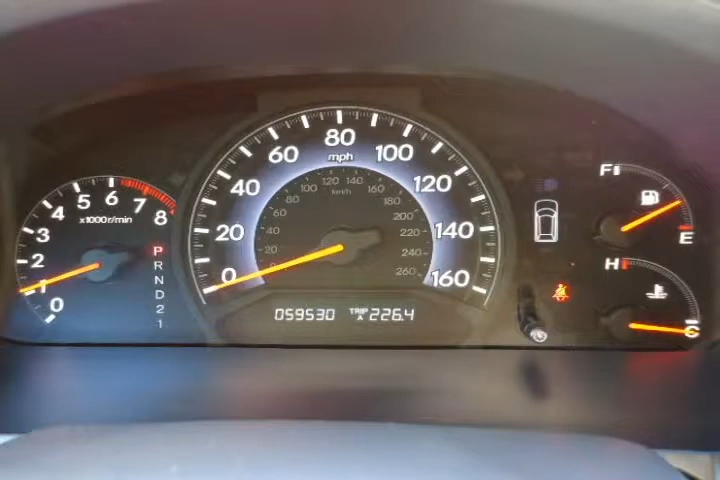 0 1 2 3 4 5 6 7 8
x1000r/min
P
R
N
D
2
1
0 20 40 60 80 100 120 140 160
mph
0 20 40 60 80 100 120 140 160 180 200 220 240 260
km/h
059530 TRIP A 226.4
F
E
H
C